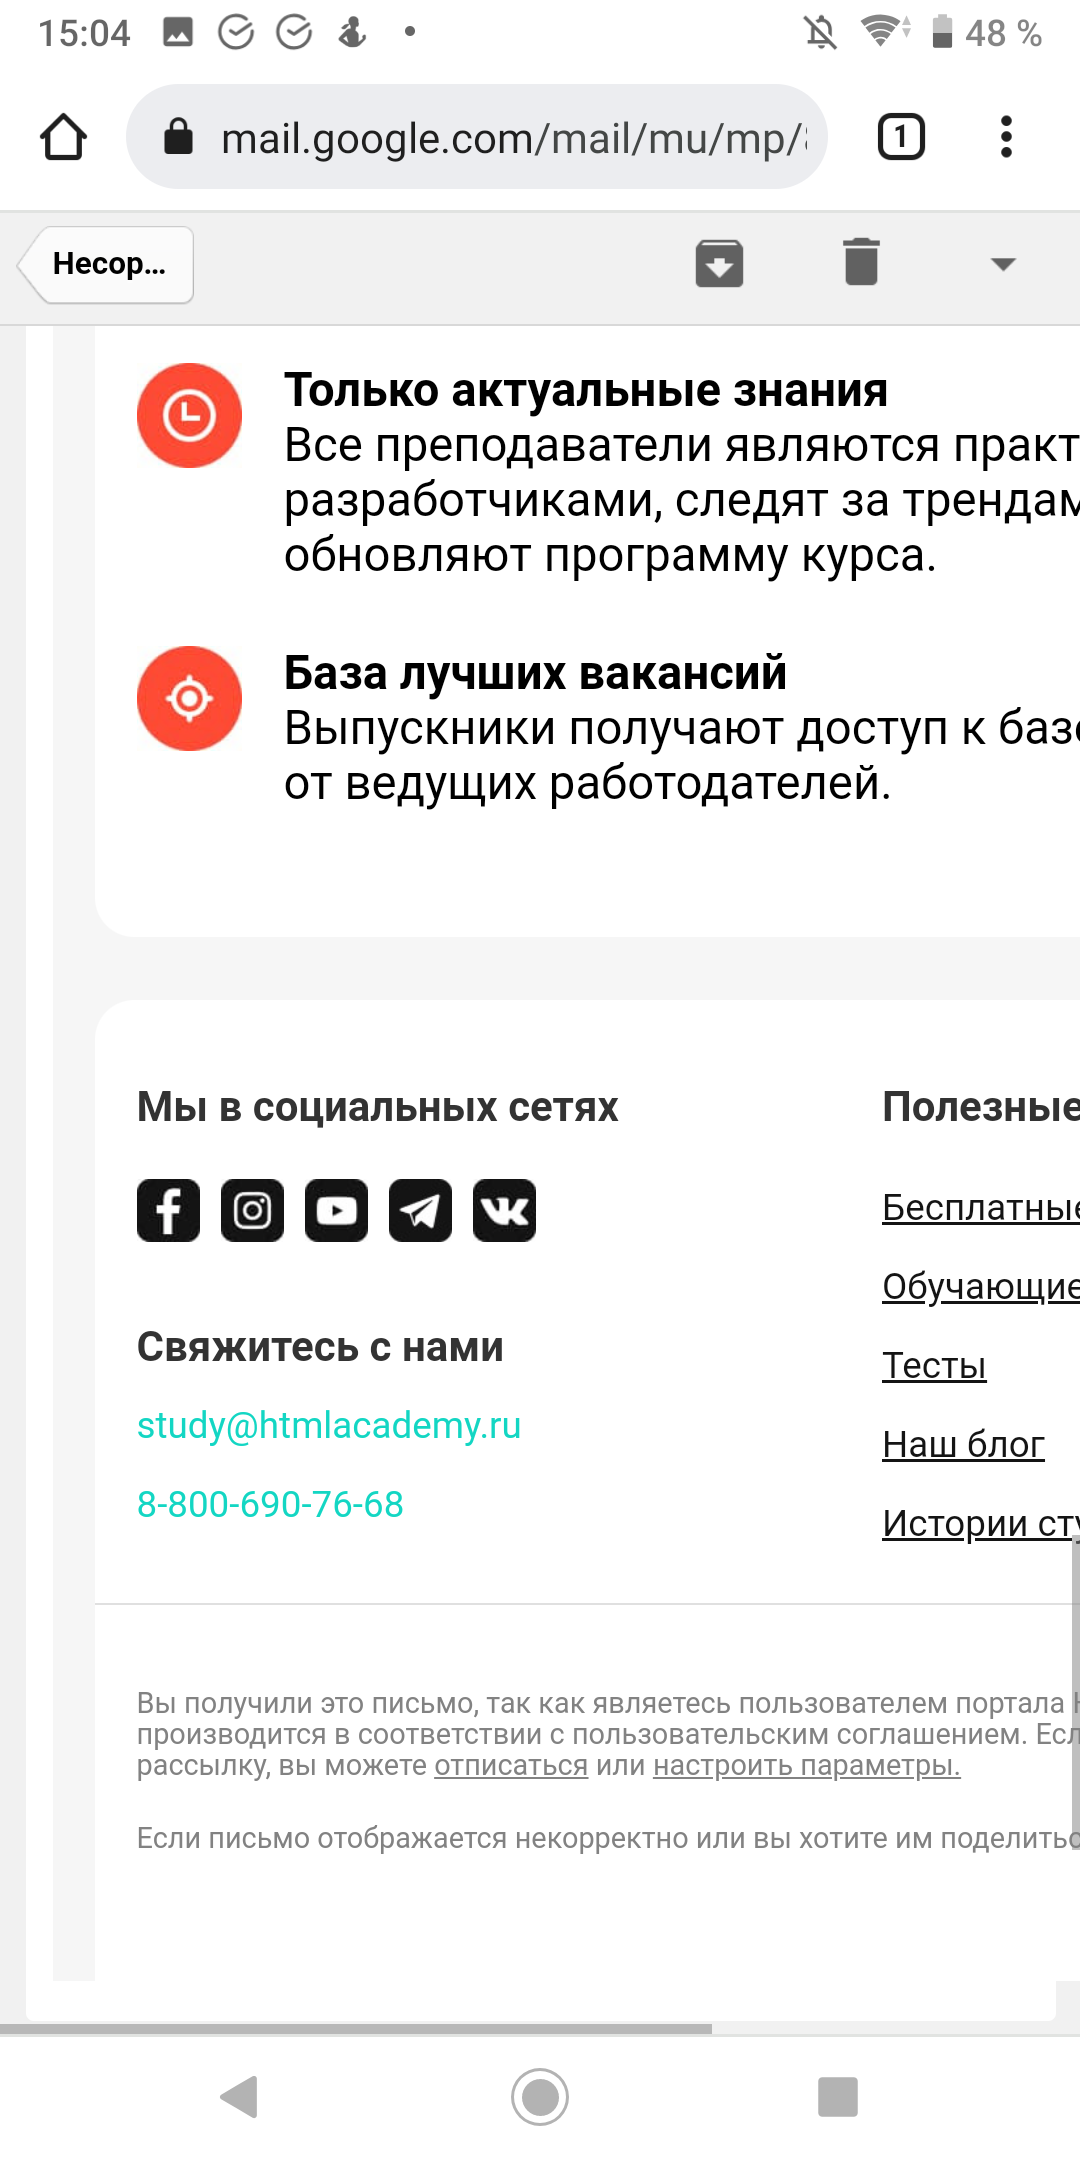 15:04
48 %
mail.google.com/mail/mu/mp/
1
Несор...
Только актуальные знания
Все преподаватели являются практ
разработчиками, следят за трендам
обновляют программу курса.
База лучших вакансий
Выпускники получают доступ к баз
от ведущих работодателей.
Мы в социальных сетях
Свяжитесь с нами
study@htmlacademy.ru
8-800-690-76-68
Полезные
Бесплатные
Обучающие
Тесты
Наш блог
Истории сту
Вы получили это письмо, так как являетесь пользователем портала
производится в соответствии с пользовательским соглашением. Есл
рассылку, вы можете отписаться или настроить параметры.
Если письмо отображается некорректно или вы хотите им поделитьс